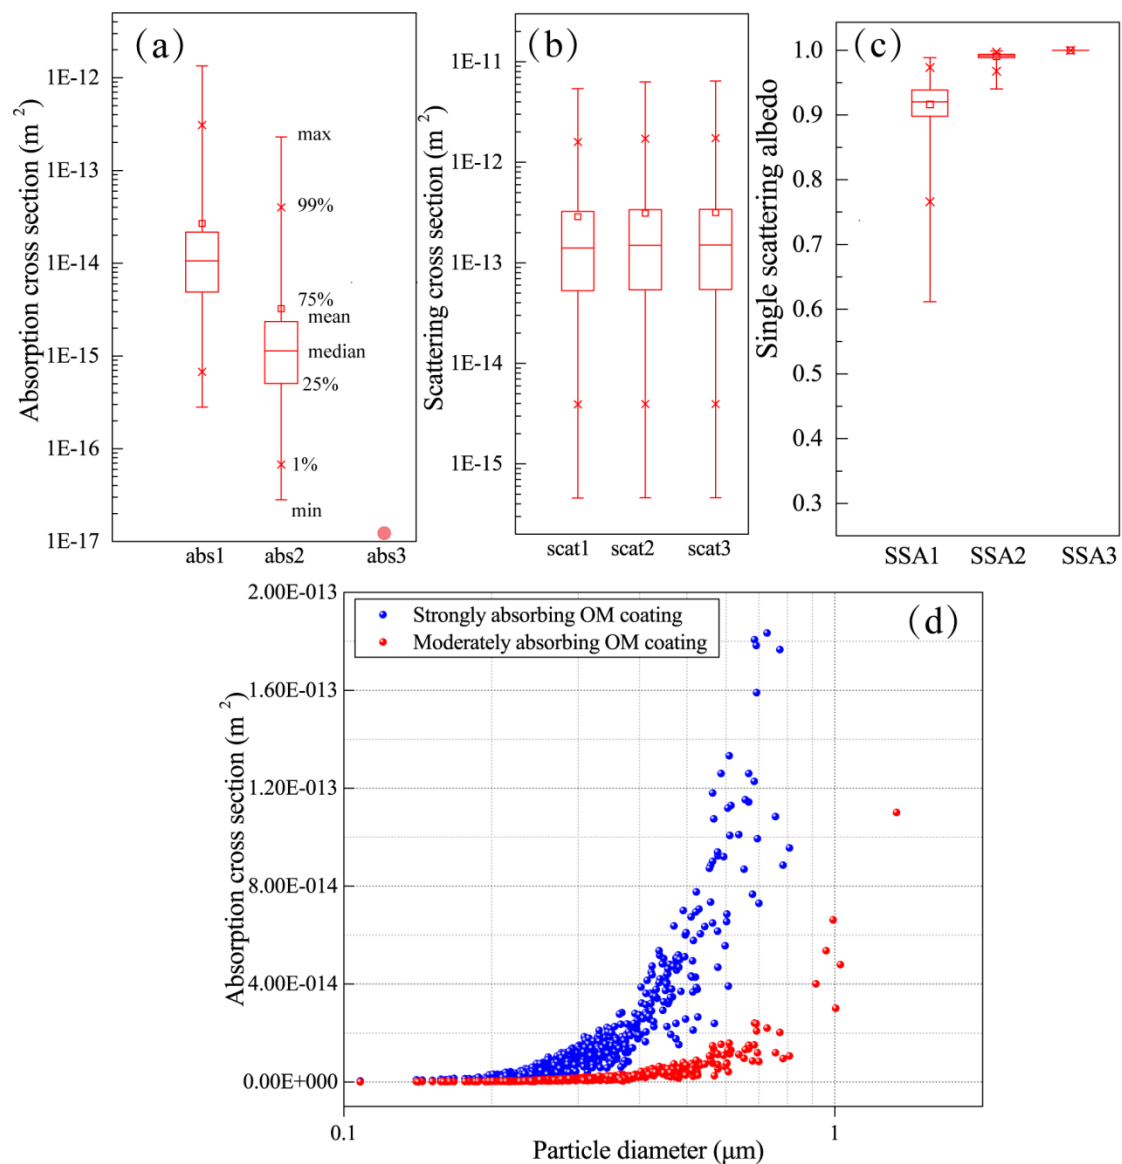 (a)
Absorption cross section (m 2)
1E-12
1E-13
1E-14
1E-15
1E-16
1E-17
max
99%
75%
mean
median
25%
1%
min
abs1 abs2 abs3
(b)
Scattering cross section (m 2)
1E-11
1E-12
1E-13
1E-14
1E-15
scat1 scat2 scat3
(c)
Single scattering albedo
1.0
0.9
0.8
0.7
0.6
0.5
0.4
0.3
SSA1 SSA2 SSA3
(d)
Strongly absorbing OM coating
Moderately absorbing OM coating
Absorption cross section (m 2)
2.00E-013
1.60E-013
1.20E-013
8.00E-014
4.00E-014
0.00E+000
0.1 1
Particle diameter (μm)